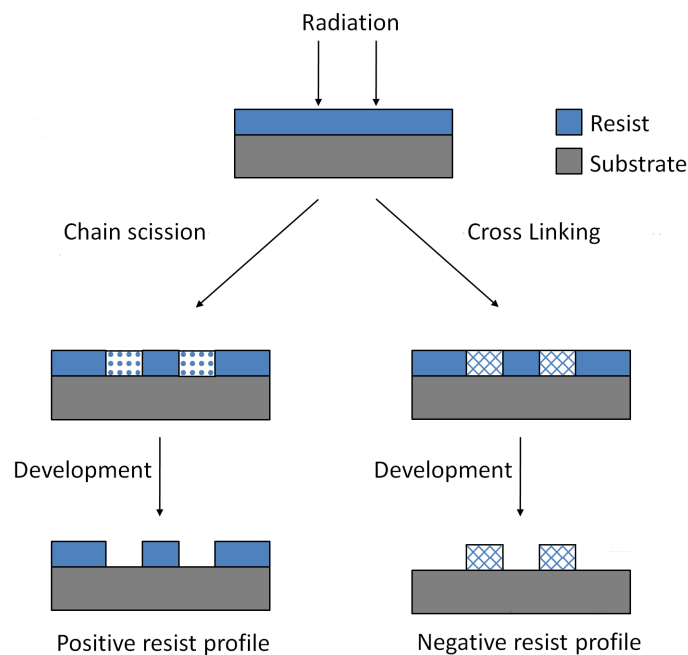 Radiation
Resist
Substrate
Chain scission
Cross Linking
Development
Development
Positive resist profile
Negative resist profile